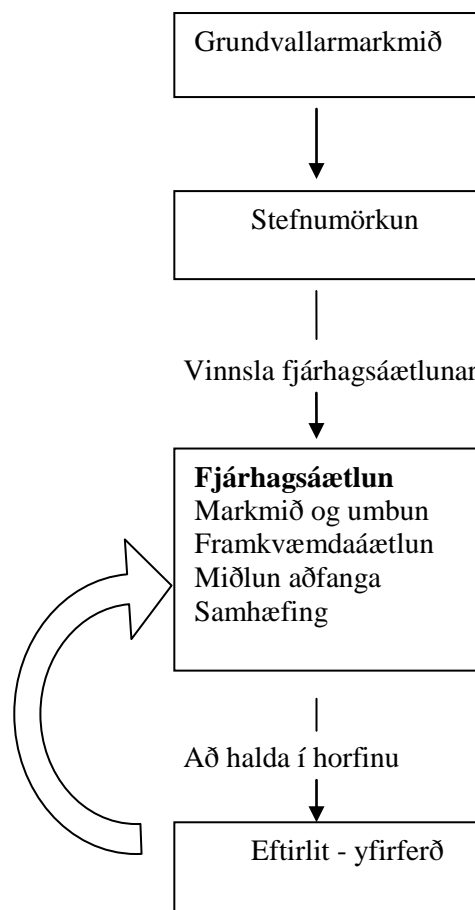 Grundvallarmarkmið
Stefnumörkun
Vinnsla fjárhagsáætlunar
Fjárhagsáætlun
Markmið og umbun
Framkvæmdaáætlun
Miðlun aðfanga
Samhæfing
Að halda í horfinu
Eftirlit - yfirferð